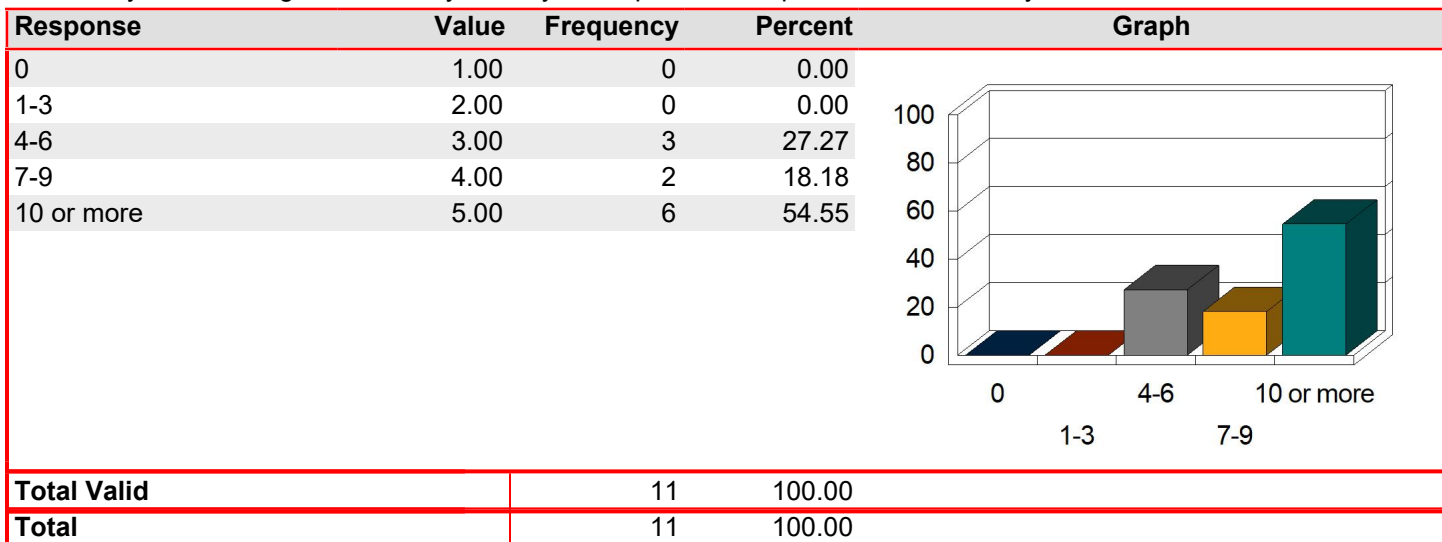 Response Value Frequency Percent Graph
0 1.00 0 0.00
1-3 2.00 0 0.00
4-6 3.00 3 27.27
7-9 4.00 2 18.18
10 or more 5.00 6 54.55
100
80
60
40
20
0
0 4-6 10 or more
1-3 7-9
Total Valid 11 100.00
Total 11 100.00